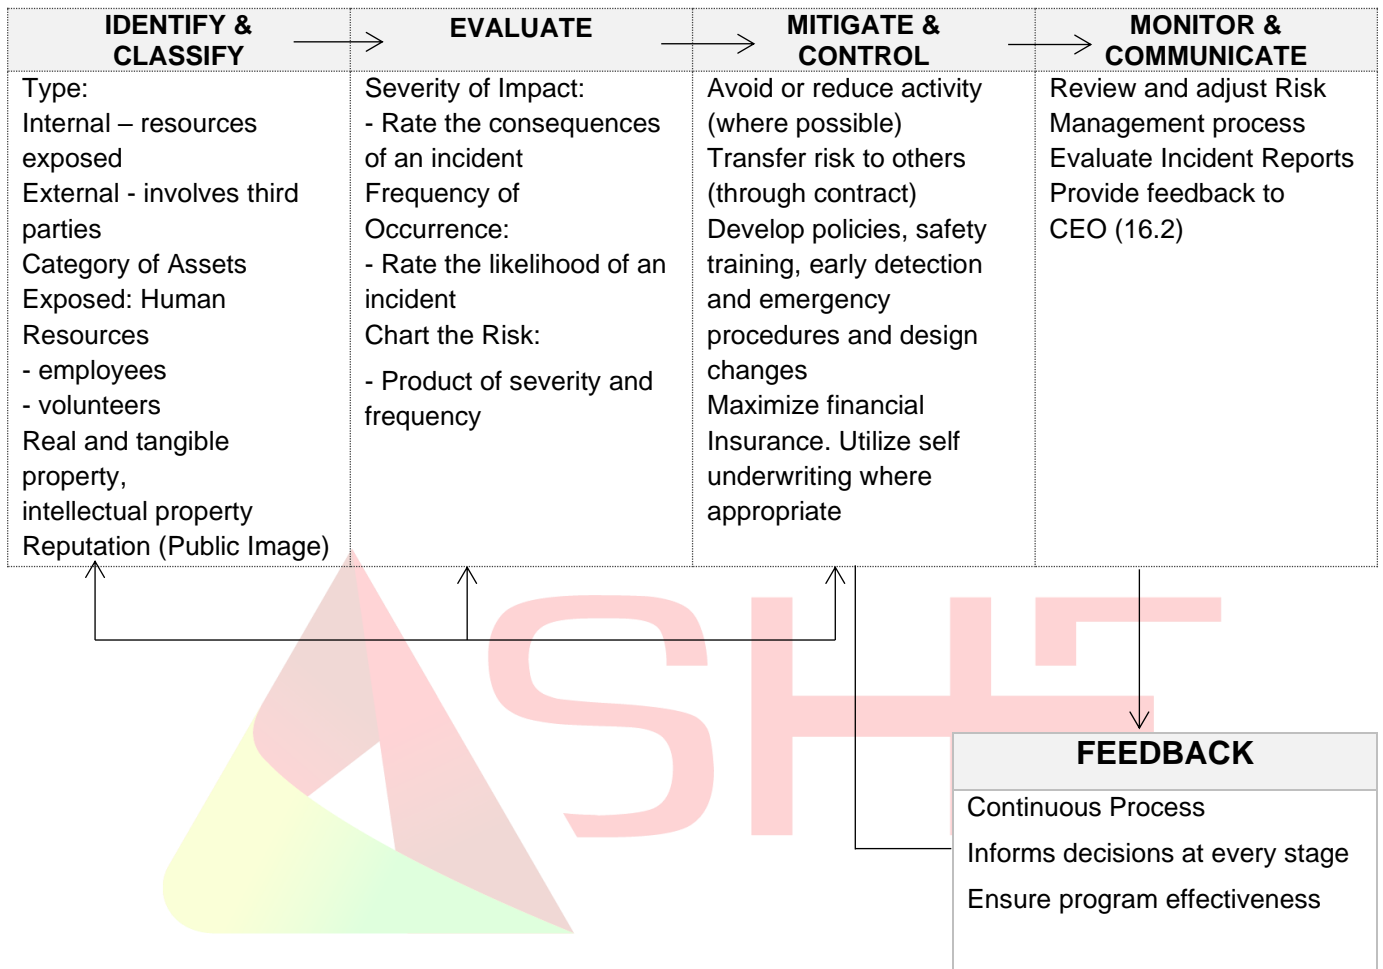 IDENTIFY &
CLASSIFY
EVALUATE
MITIGATE &
CONTROL
MONITOR &
COMMUNICATE
Type:
Internal – resources
exposed
External - involves third
parties
Category of Assets
Exposed: Human
Resources
- employees
- volunteers
Real and tangible
property,
intellectual property
Reputation (Public Image)
Severity of Impact:
- Rate the consequences
of an incident
Frequency of
Occurrence:
- Rate the likelihood of an
incident
Chart the Risk:
- Product of severity and
frequency
Avoid or reduce activity
(where possible)
Transfer risk to others
(through contract)
Develop policies, safety
training, early detection
and emergency
procedures and design
changes
Maximize financial
Insurance. Utilize self
underwriting where
appropriate
Review and adjust Risk
Management process
Evaluate Incident Reports
Provide feedback to
CEO (16.2)
SHE
FEEDBACK
Continuous Process
Informs decisions at every stage
Ensure program effectiveness